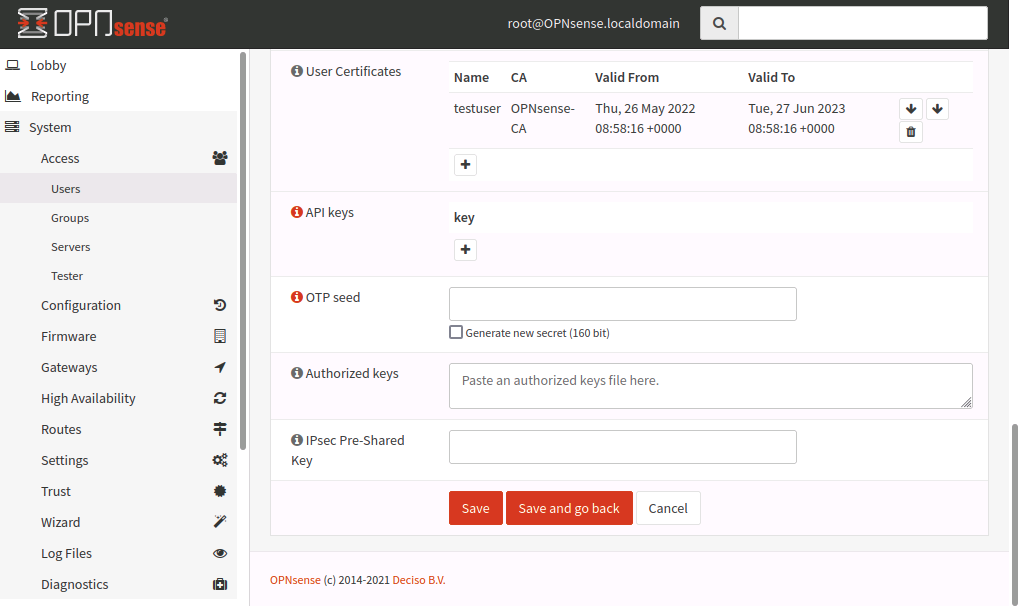 OPNsense
root@OPNsense.localdomain
Lobby
Reporting
System
Access
Users
Groups
Servers
Tester
Configuration
Firmware
Gateways
High Availability
Routes
Settings
Trust
Wizard
Log Files
Diagnostics
User Certificates
Name CA Valid From Valid To
testuser OPNsense- Thu, 26 May 2022 Tue, 27 Jun 2023
CA 08:58:16 +0000 08:58:16 +0000
API keys
key
OTP seed
Generate new secret (160 bit)
Authorized keys
Paste an authorized keys file here.
IPsec Pre-Shared
Key
Save Save and go back Cancel
OPNsense (c) 2014-2021 Deciso B.V.